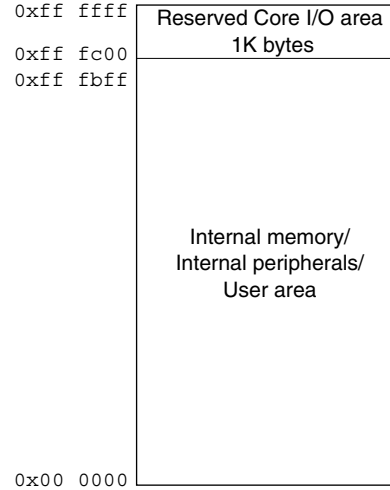 0xff ffff
Reserved Core I/O area
1K bytes
0xff fc00
0xff fbff
Internal memory/
Internal peripherals/
User area
0x00 0000